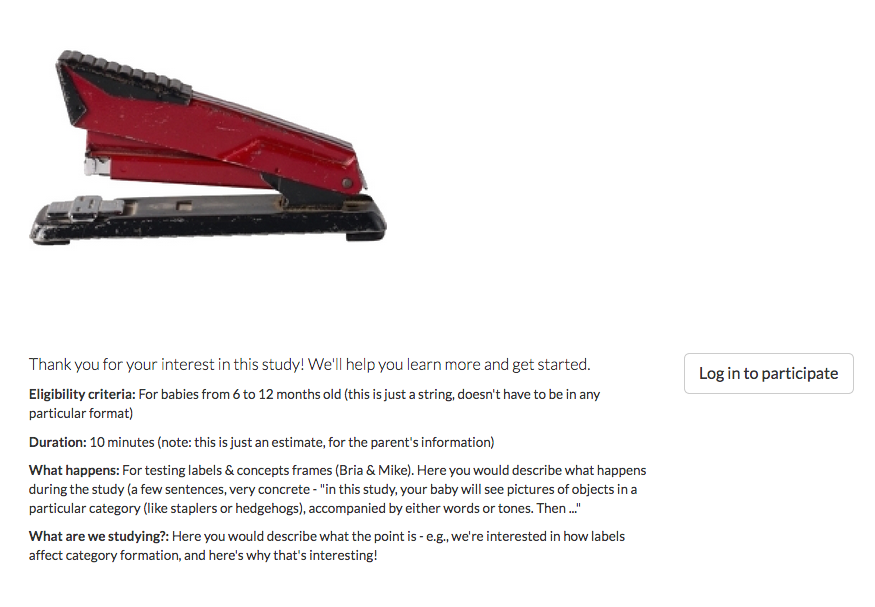 Thank you for your interest in this study! We'll help you learn more and get started.
Log in to participate
Eligibility criteria: For babies from 6 to 12 months old (this is just a string, doesn't have to be in any
particular format)
Duration: 10 minutes (note: this is just an estimate, for the parent's information)
What happens: For testing labels & concepts frames (Bria & Mike). Here you would describe what happens
during the study (a few sentences, very concrete - "in this study, your baby will see pictures of objects in a
particular category (like staplers or hedgehogs), accompanied by either words or tones. Then ..."
What are we studying?: Here you would describe what the point is - e.g., we're interested in how labels
affect category formation, and here's why that's interesting!